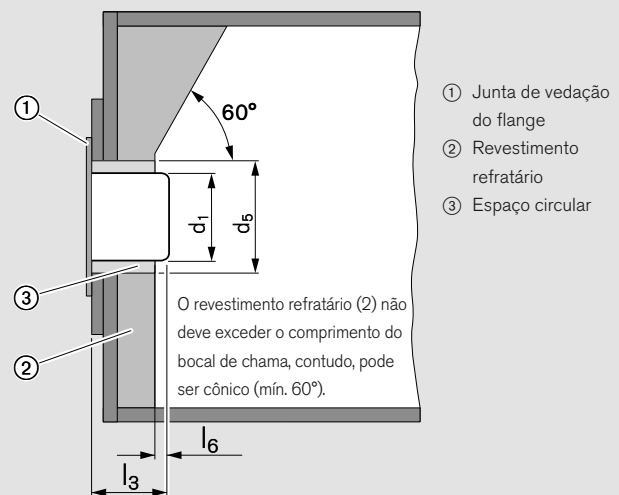 ①
60°
① Junta de vedação
do flange
② Revestimento
refratário
③ Espaço circular
d₁
d₅
③
O revestimento refratário (2) não
deve exceder o comprimento do
bocal de chama, contudo, pode
ser cônico (mín. 60°).
②
l₆
l₃